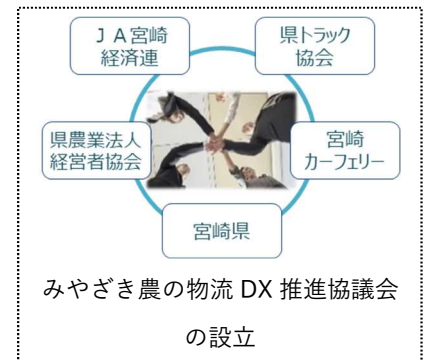 ＪＡ宮崎
経済連
県トラック
協会
県農業法人
経営者協会
宮崎
カーフェリー
宮崎県
みやざき農の物流 DX 推進協議会
の設立